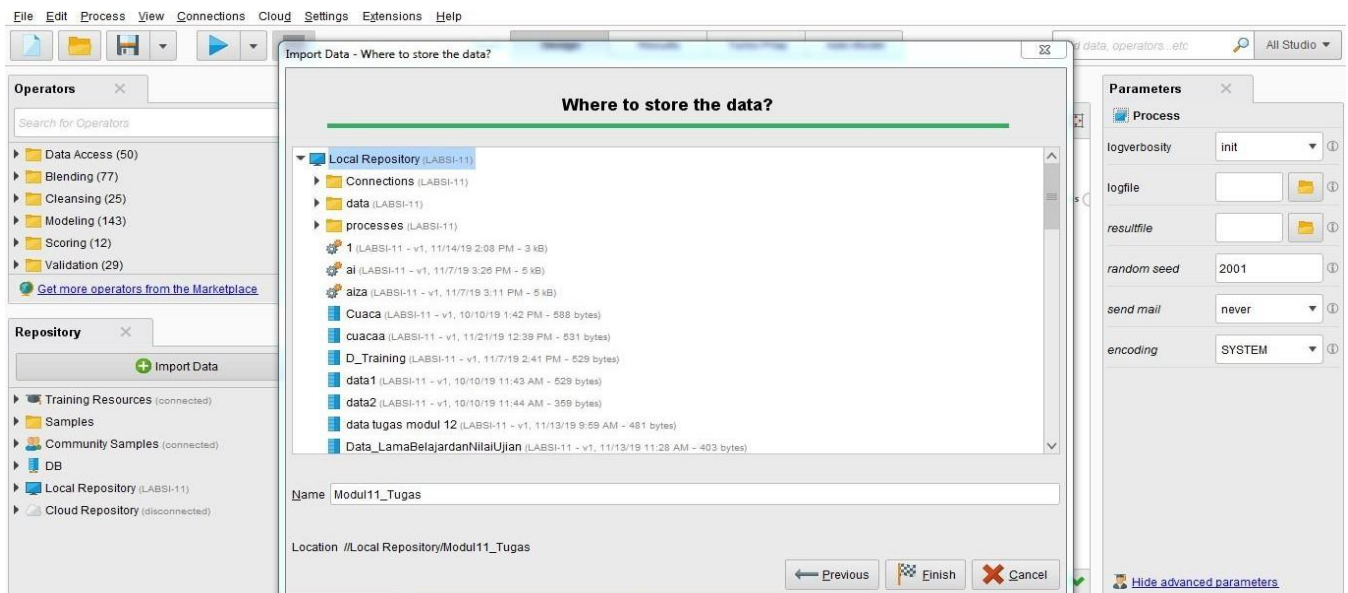 File Edit Process View Connections Cloud Settings Extensions Help
Import Data - Where to store the data?
data, operators...etc
All Studio
Operators
Search for Operators
Data Access (50)
Blending (77)
Cleansing (25)
Modeling (143)
Scoring (12)
Validation (29)
Get more operators from the Marketplace
Repository
Import Data
Training Resources (connected)
Samples
Community Samples (connected)
DB
Local Repository (LABSI-11)
Cloud Repository (disconnected)
Where to store the data?
Local Repository (LABSI-11)
Connections (LABSI-11)
data (LABSI-11)
processes (LABSI-11)
1 (LABSI-11 - v1, 11/14/19 2:08 PM - 3 kB)
ai (LABSI-11 - v1, 11/7/19 3:26 PM - 5 kB)
aiza (LABSI-11 - v1, 11/7/19 3:11 PM - 5 kB)
Cuaca (LABSI-11 - v1, 10/10/19 1:42 PM - 588 bytes)
cuacaa (LABSI-11 - v1, 11/21/19 12:39 PM - 531 bytes)
D_Training (LABSI-11 - v1, 11/7/19 2:41 PM - 529 bytes)
data1 (LABSI-11 - v1, 10/10/19 11:43 AM - 529 bytes)
data2 (LABSI-11 - v1, 10/10/19 11:44 AM - 359 bytes)
data tugas modul 12 (LABSI-11 - v1, 11/13/19 9:59 AM - 481 bytes)
Data_LamaBelajardanNilaiUjian (LABSI-11 - v1, 11/13/19 11:28 AM - 403 bytes)
Name Modul11_Tugas
Location //Local Repository/Modul11_Tugas
Previous Finish Cancel
Parameters
Process
logverbosity init
logfile
resultfile
random seed 2001
send mail never
encoding SYSTEM
Hide advanced parameters